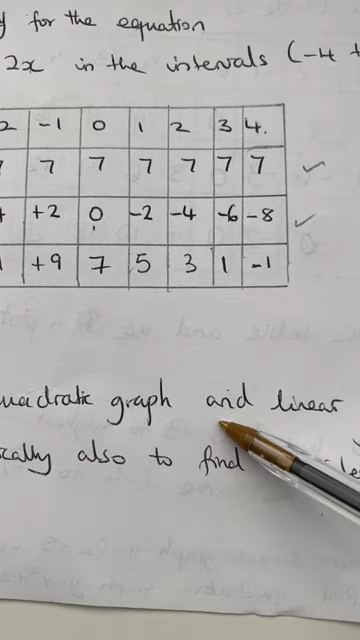 for the equation
2x in the intervals (-4
2 -1 0 1 2 3 4.
7 7 7 7 7 7 7
+2 0 -2 -4 -6 -8
+9 7 5 3 1 -1
graph and linear
also to find